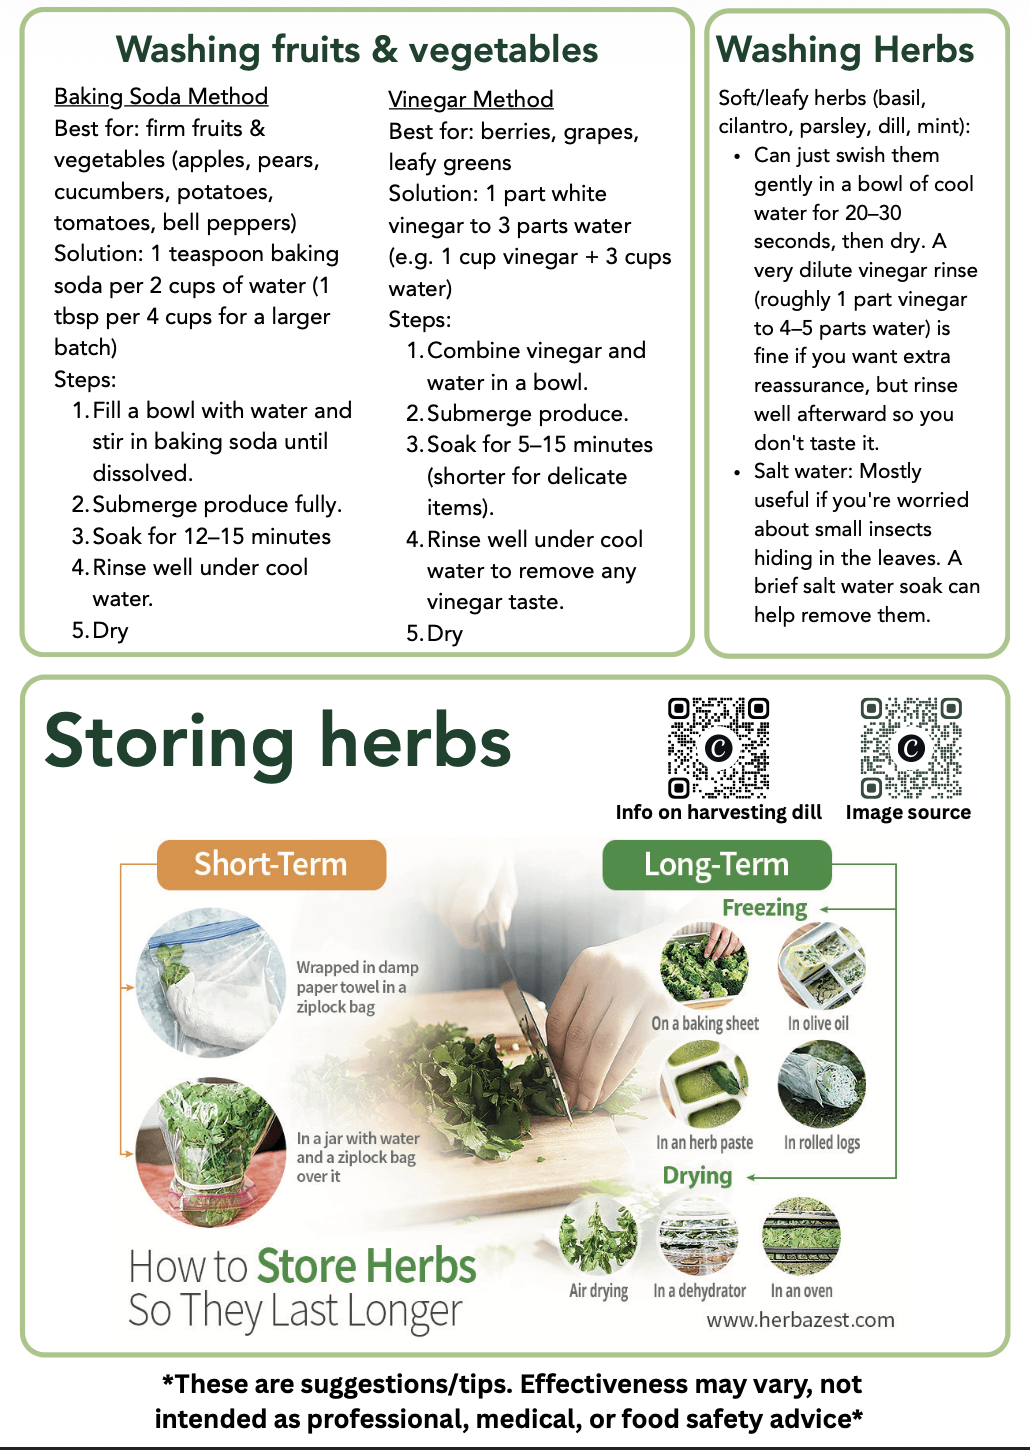 Washing fruits & vegetables
Baking Soda Method
Best for: firm fruits &
vegetables (apples, pears,
cucumbers, potatoes,
tomatoes, bell peppers)
Solution: 1 teaspoon baking
soda per 2 cups of water (1
tbsp per 4 cups for a larger
batch)
Steps:
1. Fill a bowl with water and
stir in baking soda until
dissolved.
2. Submerge produce fully.
3. Soak for 12–15 minutes
4. Rinse well under cool
water.
5. Dry
Vinegar Method
Best for: berries, grapes,
leafy greens
Solution: 1 part white
vinegar to 3 parts water
(e.g. 1 cup vinegar + 3 cups
water)
Steps:
1. Combine vinegar and
water in a bowl.
2. Submerge produce.
3. Soak for 5–15 minutes
(shorter for delicate
items).
4. Rinse well under cool
water to remove any
vinegar taste.
5. Dry
Washing Herbs
Soft/leafy herbs (basil,
cilantro, parsley, dill, mint):
• Can just swish them
gently in a bowl of cool
water for 20–30
seconds, then dry. A
very dilute vinegar rinse
(roughly 1 part vinegar
to 4–5 parts water) is
fine if you want extra
reassurance, but rinse
well afterward so you
don't taste it.
• Salt water: Mostly
useful if you're worried
about small insects
hiding in the leaves. A
brief salt water soak can
help remove them.
Storing herbs
C
Info on harvesting dill
C
Image source
Short-Term
Wrapped in damp
paper towel in a
ziplock bag
In a jar with water
and a ziplock bag
over it
Long-Term
Freezing
On a baking sheet
In olive oil
In an herb paste
In rolled logs
Drying
Air drying
In a dehydrator
In an oven
How to Store Herbs
So They Last Longer
www.herbazest.com
*These are suggestions/tips. Effectiveness may vary, not
intended as professional, medical, or food safety advice*